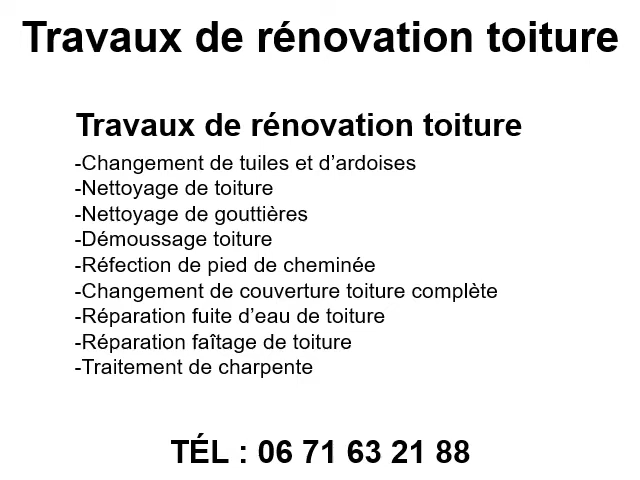 Travaux de rénovation toiture
Travaux de rénovation toiture
-Changement de tuiles et d’ardoises
-Nettoyage de toiture
-Nettoyage de gouttières
-Démoussage toiture
-Réfection de pied de cheminée
-Changement de couverture toiture complète
-Réparation fuite d’eau de toiture
-Réparation faîtage de toiture
-Traitement de charpente
TÉL : 06 71 63 21 88